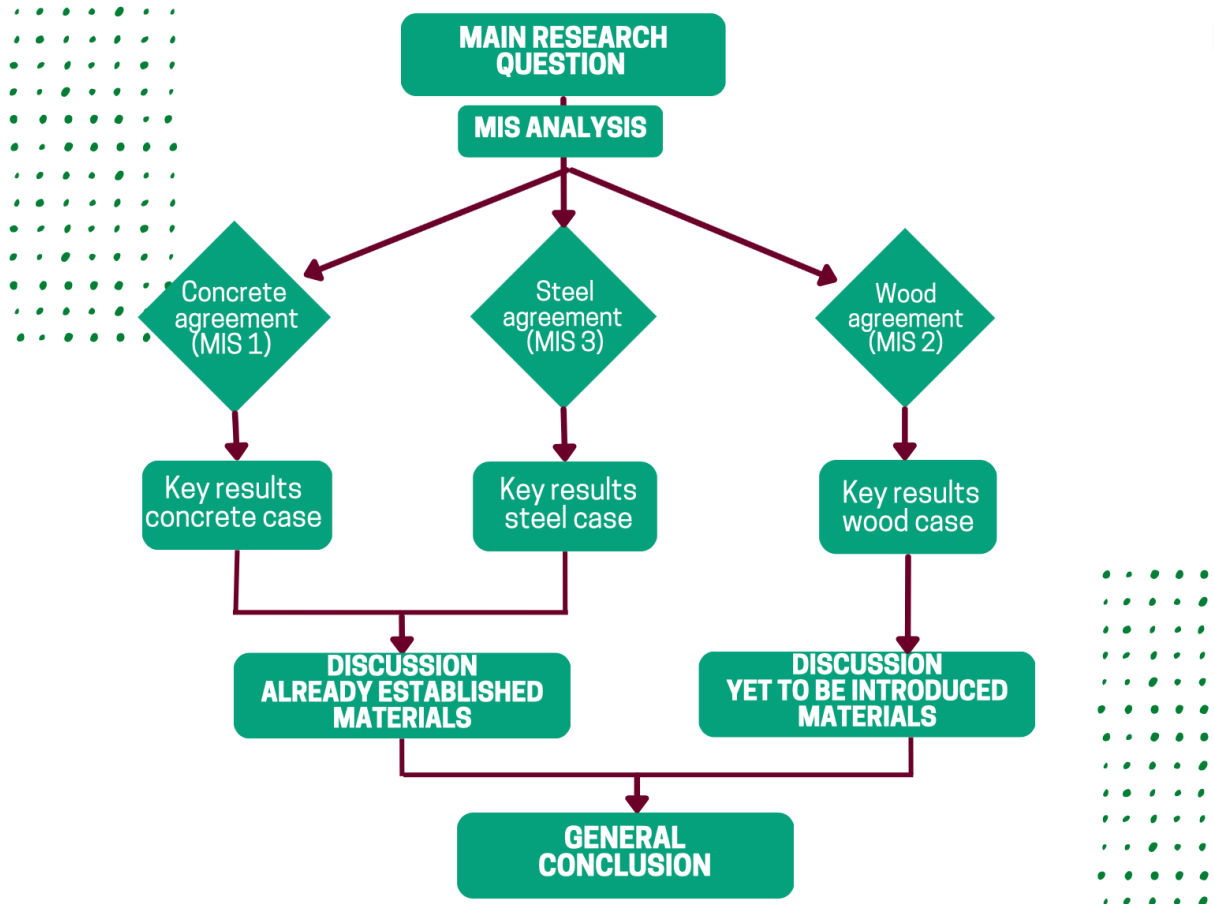 MAIN RESEARCH
QUESTION
MIS ANALYSIS
Concrete
agreement
(MIS 1)
Steel
agreement
(MIS 3)
Wood
agreement
(MIS 2)
Key results
concrete case
Key results
steel case
Key results
wood case
DISCUSSION
ALREADY ESTABLISHED
MATERIALS
DISCUSSION
YET TO BE INTRODUCED
MATERIALS
GENERAL
CONCLUSION